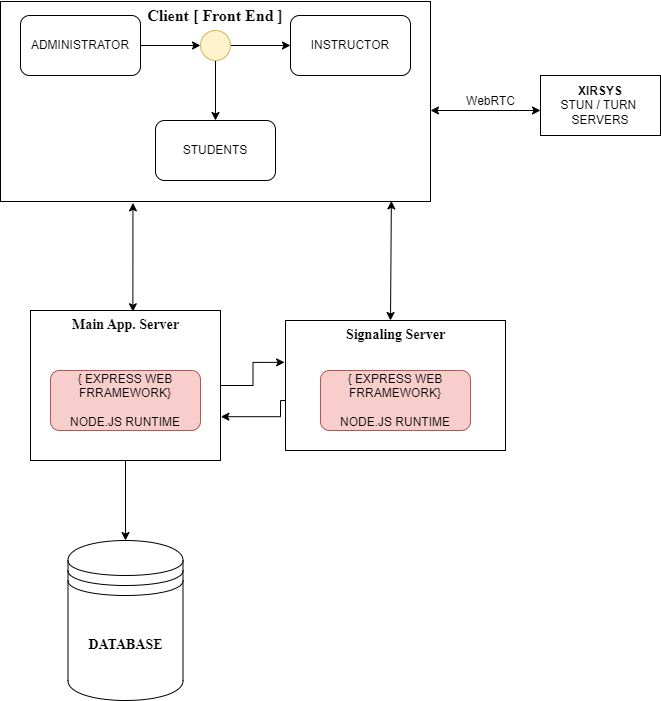 Client [ Front End ]
ADMINISTRATOR
INSTRUCTOR
STUDENTS
WebRTC
XIRSYS
STUN / TURN
SERVERS
Main App. Server
{ EXPRESS WEB
FRRAMEWORK}
NODE.JS RUNTIME
Signaling Server
{ EXPRESS WEB
FRRAMEWORK}
NODE.JS RUNTIME
DATABASE